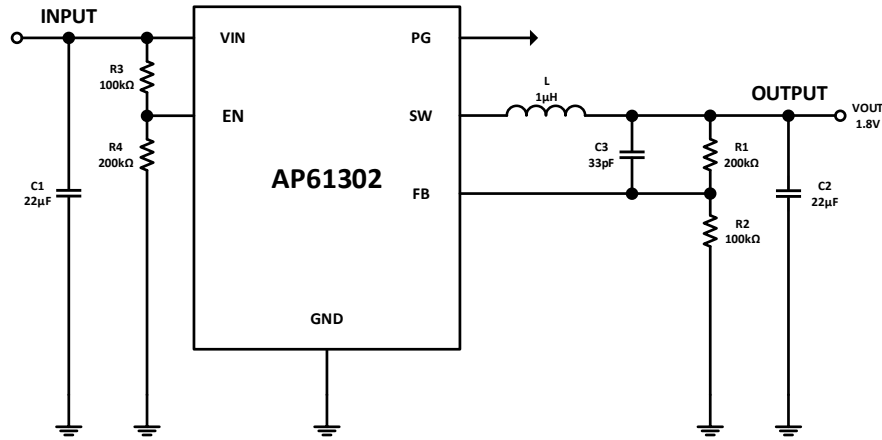 INPUT
VIN
PG
R3
100kΩ
L
1µH
OUTPUT
EN
SW
VOUT
1.8V
R4
200kΩ
C3
33pF
R1
200kΩ
AP61302
C1
22µF
FB
C2
22µF
R2
100kΩ
GND